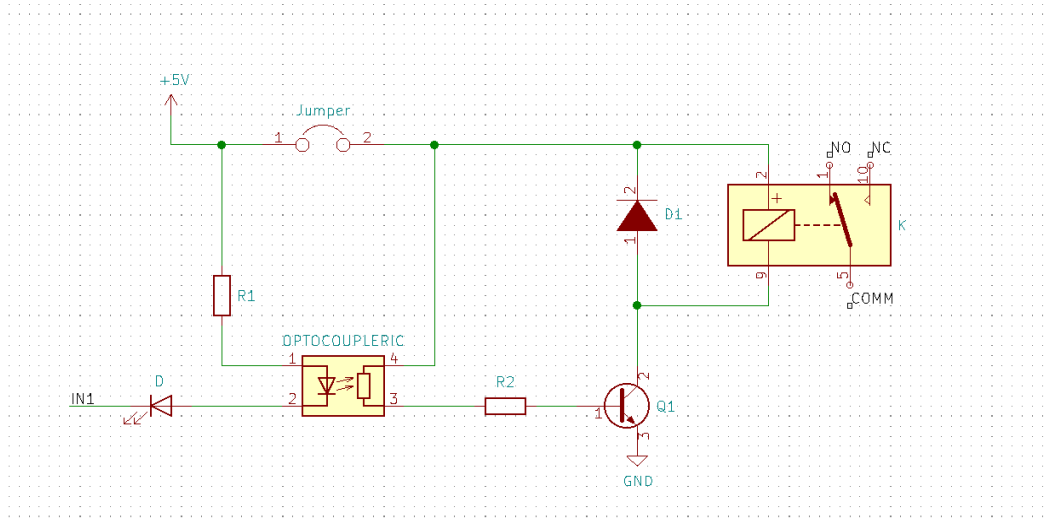 +5V
Jumper
1
2
NO
NC
2
1
10
+
2
D1
K
1
9
5
COMM
R1
OPTOCOUPLERIC
1
4
IN1
D
2
3
R2
1
2
Q1
3
GND